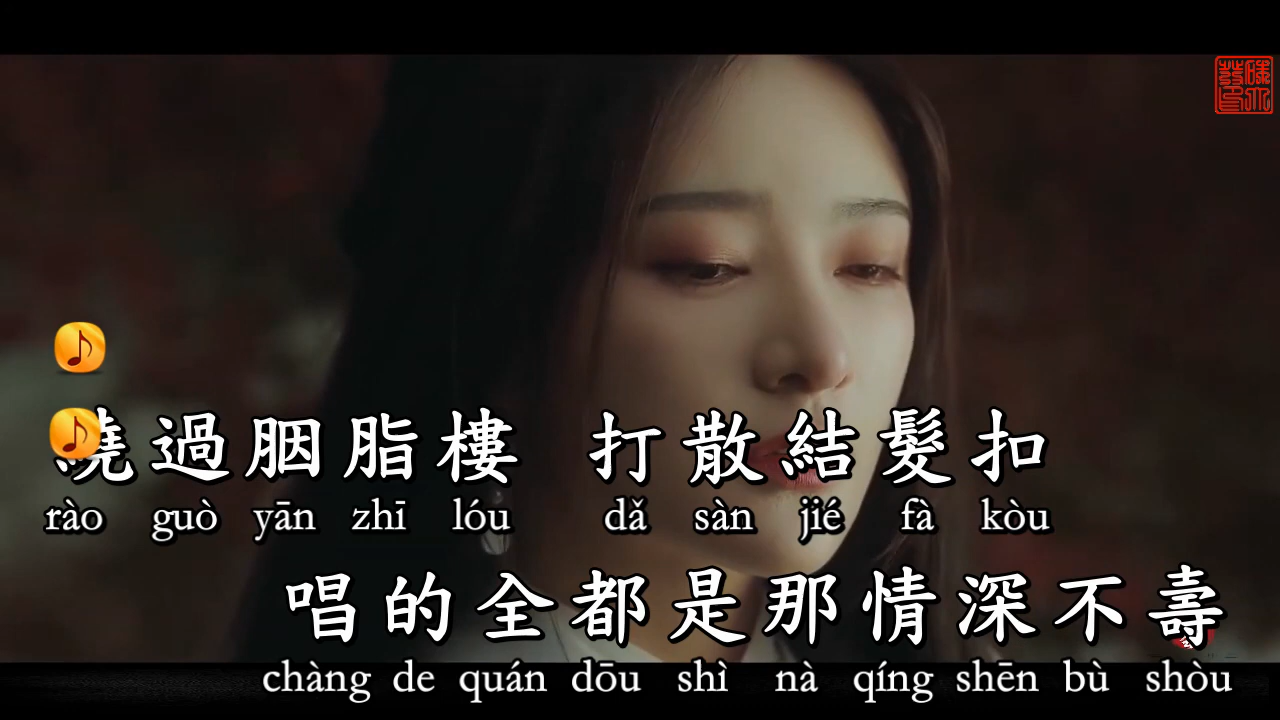 繞過胭脂樓 打散結髮扣
rào guò yān zhī lóu dǎ sàn jié fà kòu
唱的全都是那情深不壽
chàng de quán dōu shì nà qíng shēn bù shòu